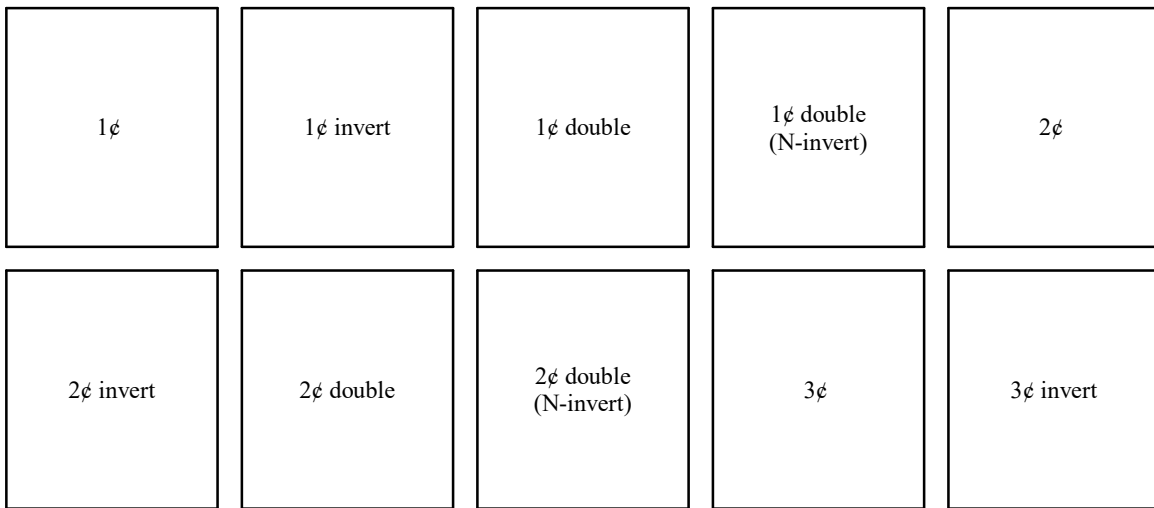 1¢
1¢ invert
1¢ double
1¢ double
(N-invert)
2¢
2¢ invert
2¢ double
2¢ double
(N-invert)
3¢
3¢ invert